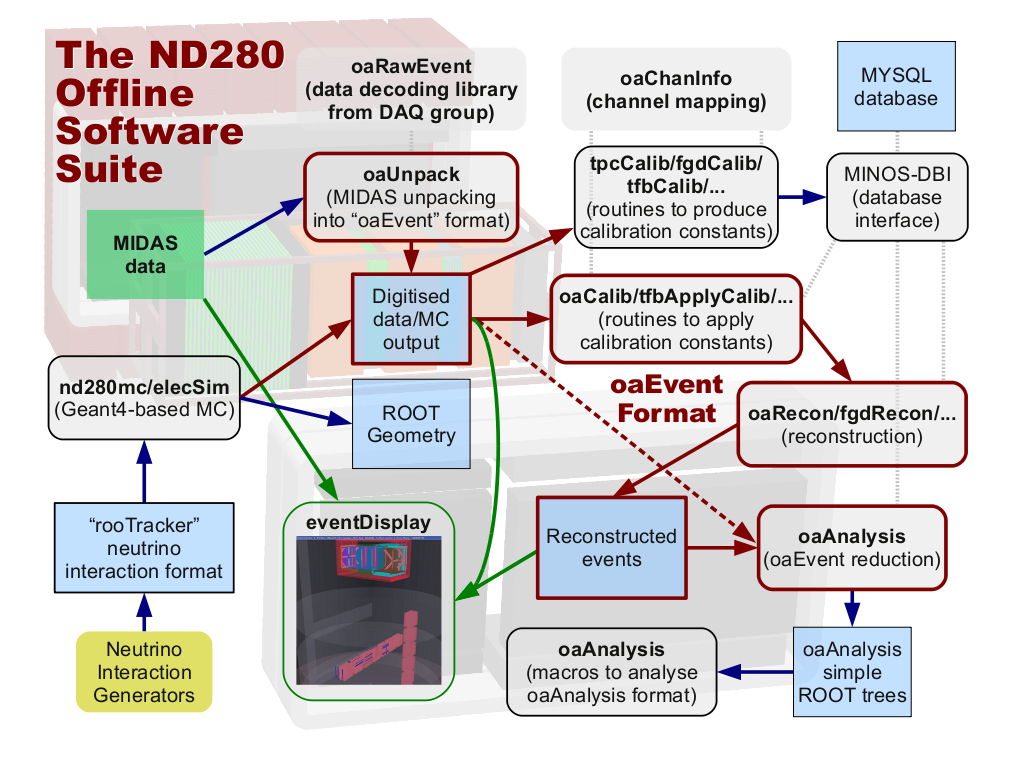 The ND280
Offline
Software
Suite
oaRawEvent
(data decoding library
from DAQ group)
oaChanInfo
(channel mapping)
MYSQL
database
oaUnpack
(MIDAS unpacking
into “oaEvent” format)
tpcCalib/fgdCalib/
tfbCalib/...
(routines to produce
calibration constants)
MINOS-DBI
(database
interface)
MIDAS
data
Digitised
data/MC
output
oaCalib/tfbApplyCalib/...
(routines to apply
calibration constants)
nd280mc/elecSim
(Geant4-based MC)
ROOT
Geometry
oaEvent
Format
oaRecon/fgdRecon/...
(reconstruction)
“rooTracker”
neutrino
interaction format
eventDisplay
Reconstructed
events
oaAnalysis
(oaEvent reduction)
Neutrino
Interaction
Generators
oaAnalysis
(macros to analyse
oaAnalysis format)
oaAnalysis
simple
ROOT trees